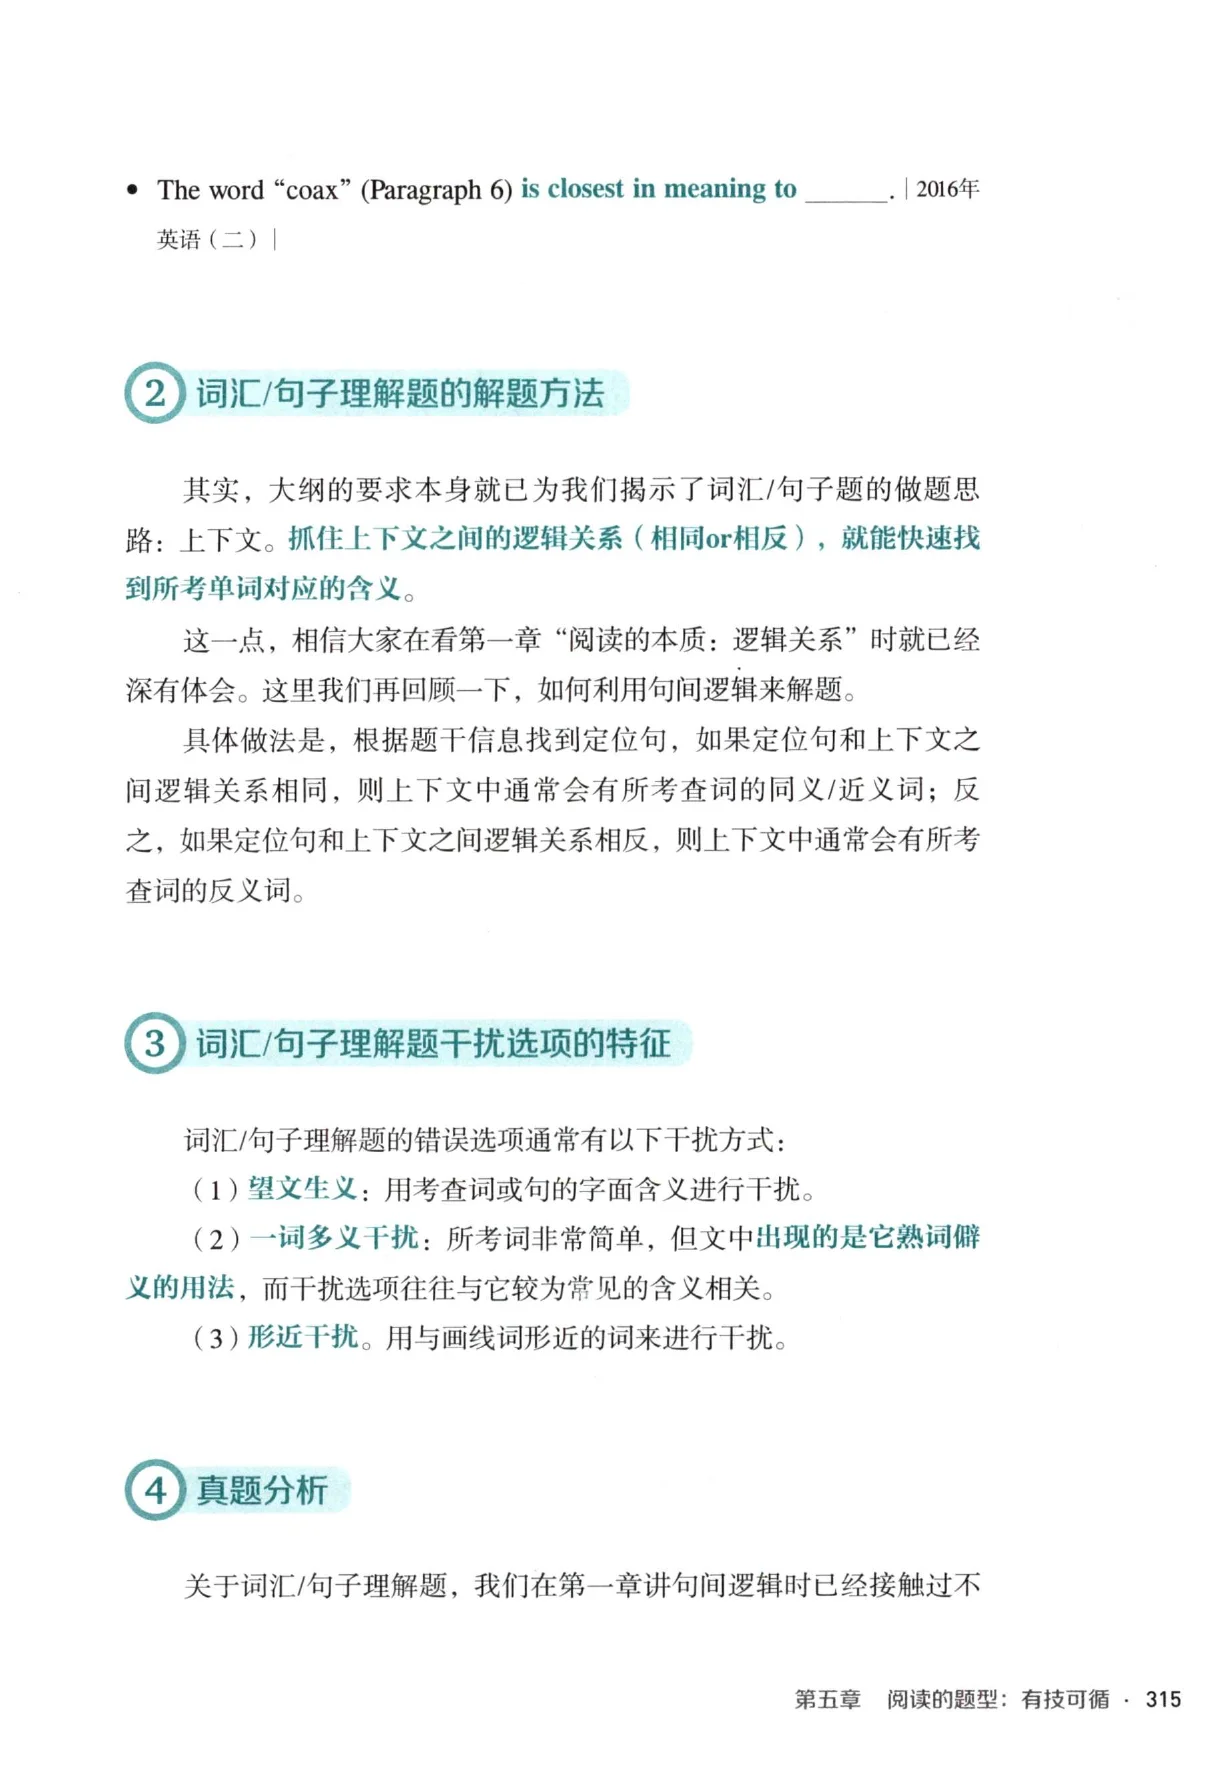 • The word “coax” (Paragraph 6) is closest in meaning to ______. | 2016年
英语（二）|
2 词汇/句子理解题的解题方法
其实，大纲的要求本身就已为我们揭示了词汇/句子题的做题思
路：上下文。抓住上下文之间的逻辑关系（相同or相反），就能快速找
到所考单词对应的含义。
这一点，相信大家在看第一章“阅读的本质：逻辑关系”时就已经
深有体会。这里我们再回顾一下，如何利用句间逻辑来解题。
具体做法是，根据题干信息找到定位句，如果定位句和上下文之
间逻辑关系相同，则上下文中通常会有所考查词的同义/近义词；反
之，如果定位句和上下文之间逻辑关系相反，则上下文中通常会有所考
查词的反义词。
3 词汇/句子理解题干扰选项的特征
词汇/句子理解题的错误选项通常有以下干扰方式：
（1）望文生义：用考查词或句的字面含义进行干扰。
（2）一词多义干扰：所考词非常简单，但文中出现的是它熟词僻
义的用法，而干扰选项往往与它较为常见的含义相关。
（3）形近干扰。用与画线词形近的词来进行干扰。
4 真题分析
关于词汇/句子理解题，我们在第一章讲句间逻辑时已经接触过不
第五章 阅读的题型：有技可循 · 315